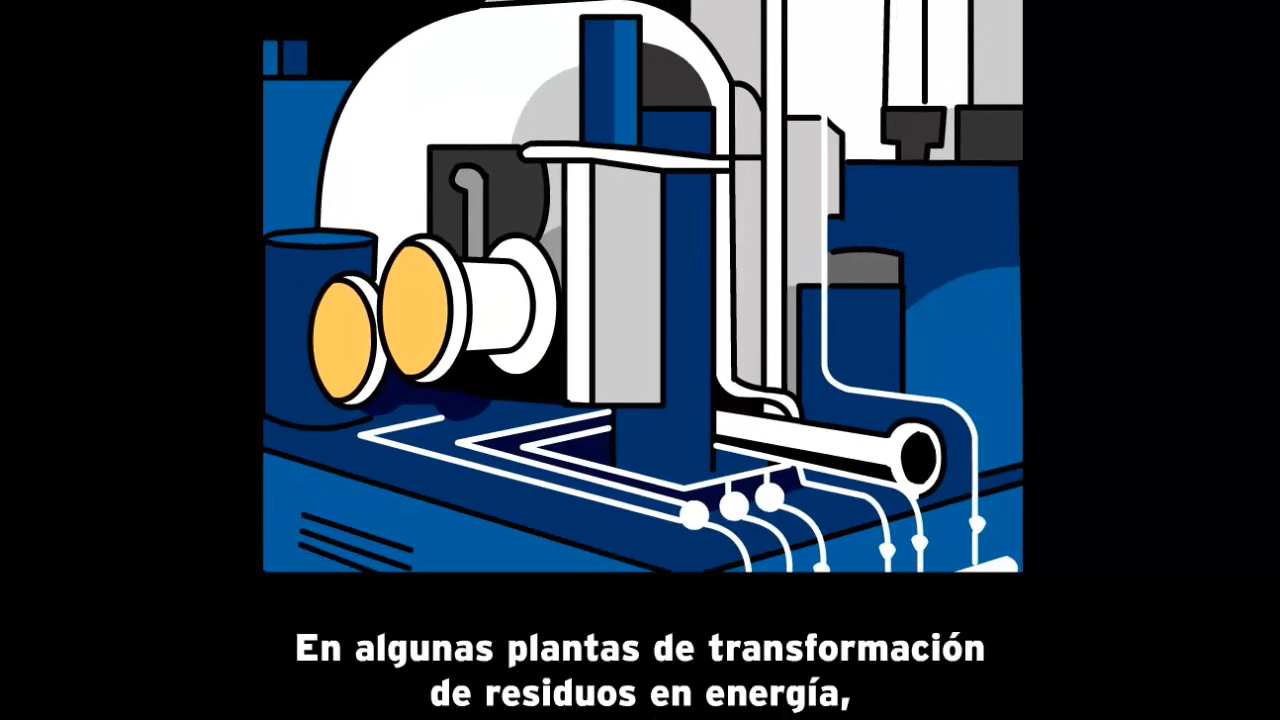 En algunas plantas de transformación
de residuos en energía,